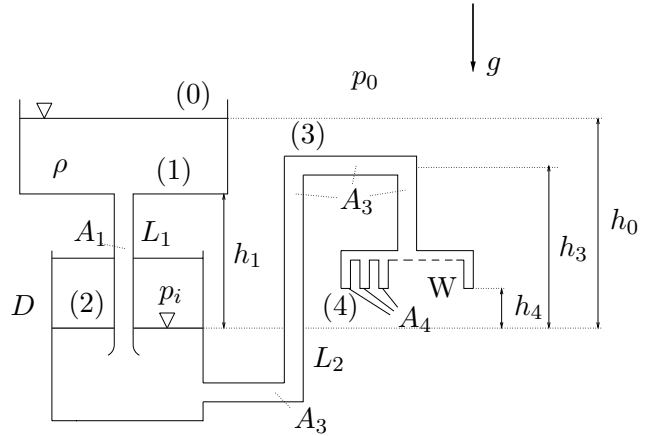 g
p₀
(0)
(3)
ρ
(1)
A₃
h₀
A₁
L₁
h₁
h₃
D
(2)
pᵢ
(4)
W
h₄
A₄
L₂
A₃